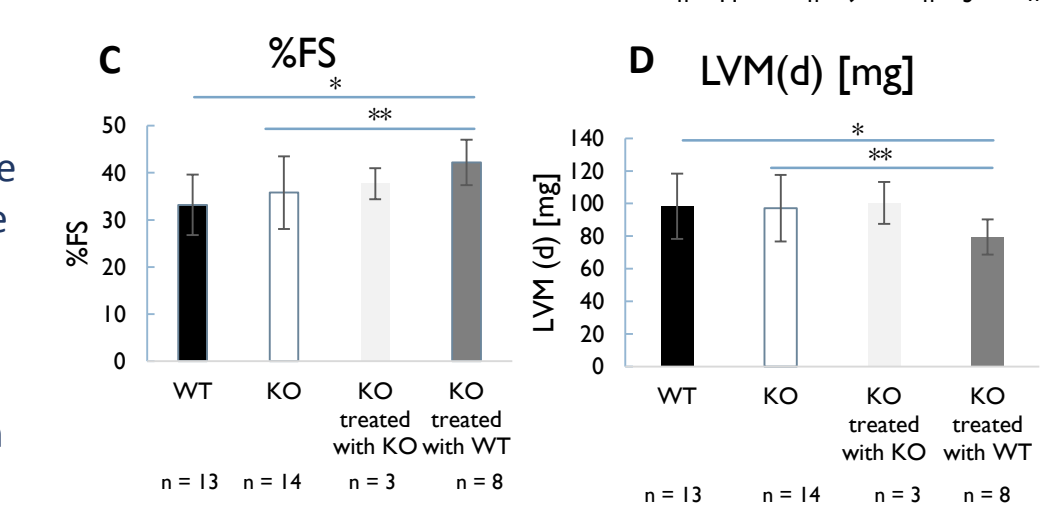 C
%FS
*
**
50
40
30
20
10
0
%FS
WT
KO
KO
treated
with KO
KO
treated
with WT
n = 13
n = 14
n = 3
n = 8
D
LVM(d) [mg]
*
**
140
120
100
80
60
40
20
0
LVM (d) [mg]
WT
KO
KO
treated
with KO
KO
treated
with WT
n = 13
n = 14
n = 3
n = 8